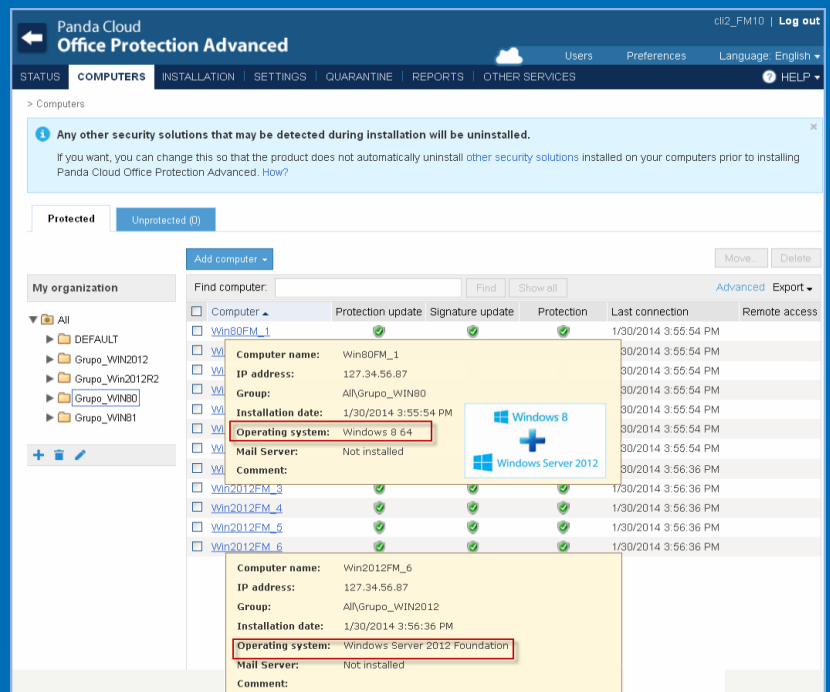 Panda Cloud
Office Protection Advanced
cli2_FM10 | Log out
Users Preferences Language: English
STATUS COMPUTERS INSTALLATION SETTINGS QUARANTINE REPORTS OTHER SERVICES ? HELP
> Computers
i Any other security solutions that may be detected during installation will be uninstalled.
If you want, you can change this so that the product does not automatically uninstall other security solutions installed on your computers prior to installing
Panda Cloud Office Protection Advanced. How?
Protected Unprotected (0)
Add computer Move... Delete
My organization
All
DEFAULT
Grupo_WIN2012
Grupo_Win2012R2
Grupo_WIN80
Grupo_WIN81
Find computer: Find Show all Advanced Export
Computer Protection update Signature update Protection Last connection Remote access
Win80FM_1 1/30/2014 3:55:54 PM
Wi 30/2014 3:55:54 PM
Wi 30/2014 3:55:54 PM
Wi 30/2014 3:55:54 PM
Wi 30/2014 3:55:54 PM
Wi 30/2014 3:55:54 PM
Wi 30/2014 3:55:54 PM
Wi 30/2014 3:56:36 PM
Computer name: Win80FM_1
IP address: 127.34.56.87
Group: All\Grupo_WIN80
Installation date: 1/30/2014 3:55:54 PM
Operating system: Windows 8 64
Mail Server: Not installed
Comment:
Windows 8
Windows Server 2012
Win2012FM_3 1/30/2014 3:56:36 PM
Win2012FM_4 1/30/2014 3:56:36 PM
Win2012FM_5 1/30/2014 3:56:36 PM
Win2012FM_6 1/30/2014 3:56:36 PM
Computer name: Win2012FM_6
IP address: 127.34.56.87
Group: All\Grupo_WIN2012
Installation date: 1/30/2014 3:56:36 PM
Operating system: Windows Server 2012 Foundation
Mail Server: Not installed
Comment: